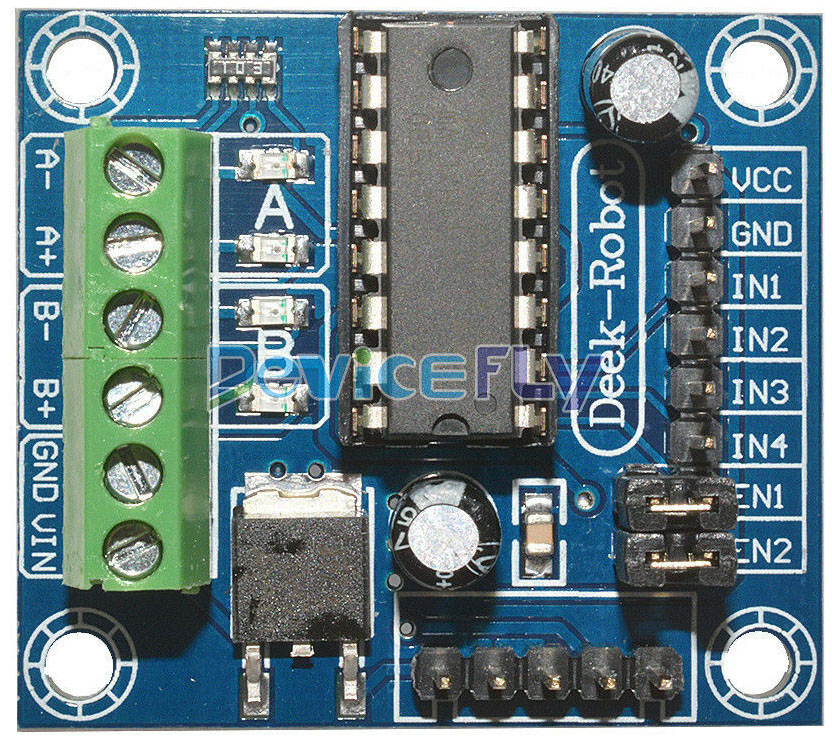 A-
A+
B-
B+
GND
VIN
A
B
Deek-Robot
DEVICEFLY
VCC
GND
IN1
IN2
IN3
IN4
EN1
EN2